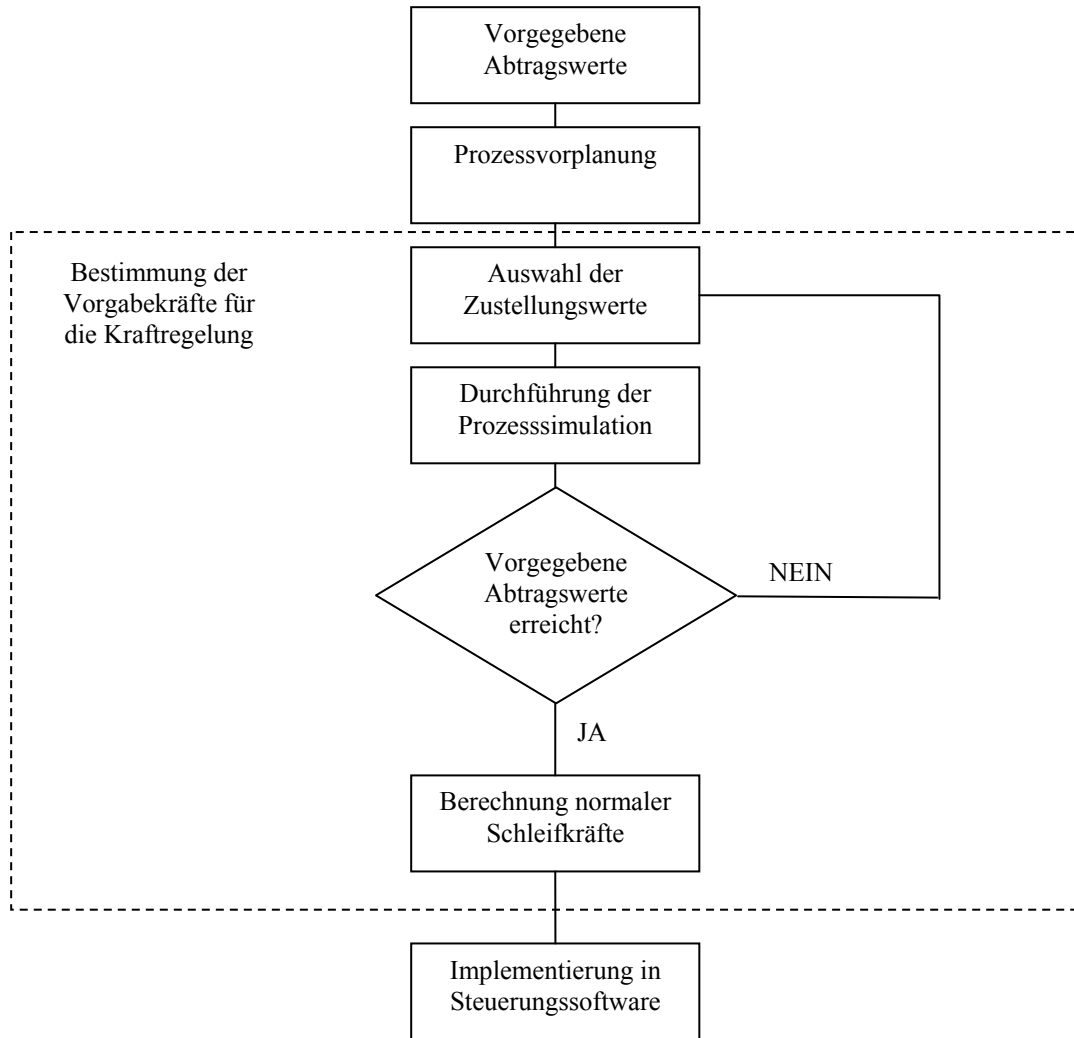 Vorgegebene
Abtragswerte
Prozessvorplanung
Bestimmung der
Vorgabekräfte für
die Kraftregelung
Auswahl der
Zustellungswerte
Durchführung der
Prozesssimulation
Vorgegebene
Abtragswerte
erreicht?
NEIN
JA
Berechnung normaler
Schleifkräfte
Implementierung in
Steuerungssoftware